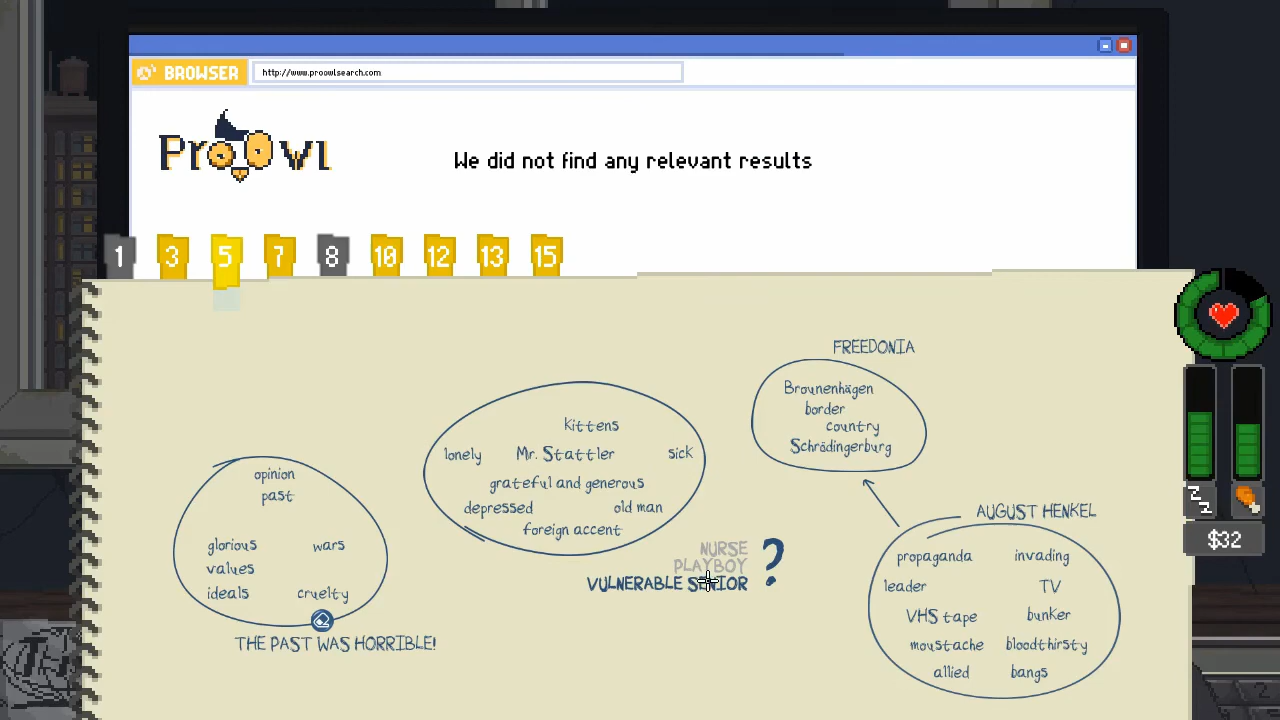 BROWSER
http://www.proowlsearch.com
PrOOwl
We did not find any relevant results
1 3 5 7 8 10 12 13 15
FREEDONIA
Brounenhägen
border
country
Schrödingerburg
kittens
lonely Mr. Stattler sick
grateful and generous
depressed old man
foreign accent
opinion
past
glorious wars
values
ideals cruelty
THE PAST WAS HORRIBLE!
NURSE
PLAYBOY
VULNERABLE SENIOR
?
AUGUST HENKEL
propaganda invading
leader TV
VHS tape bunker
moustache bloodthirsty
allied bangs
$32